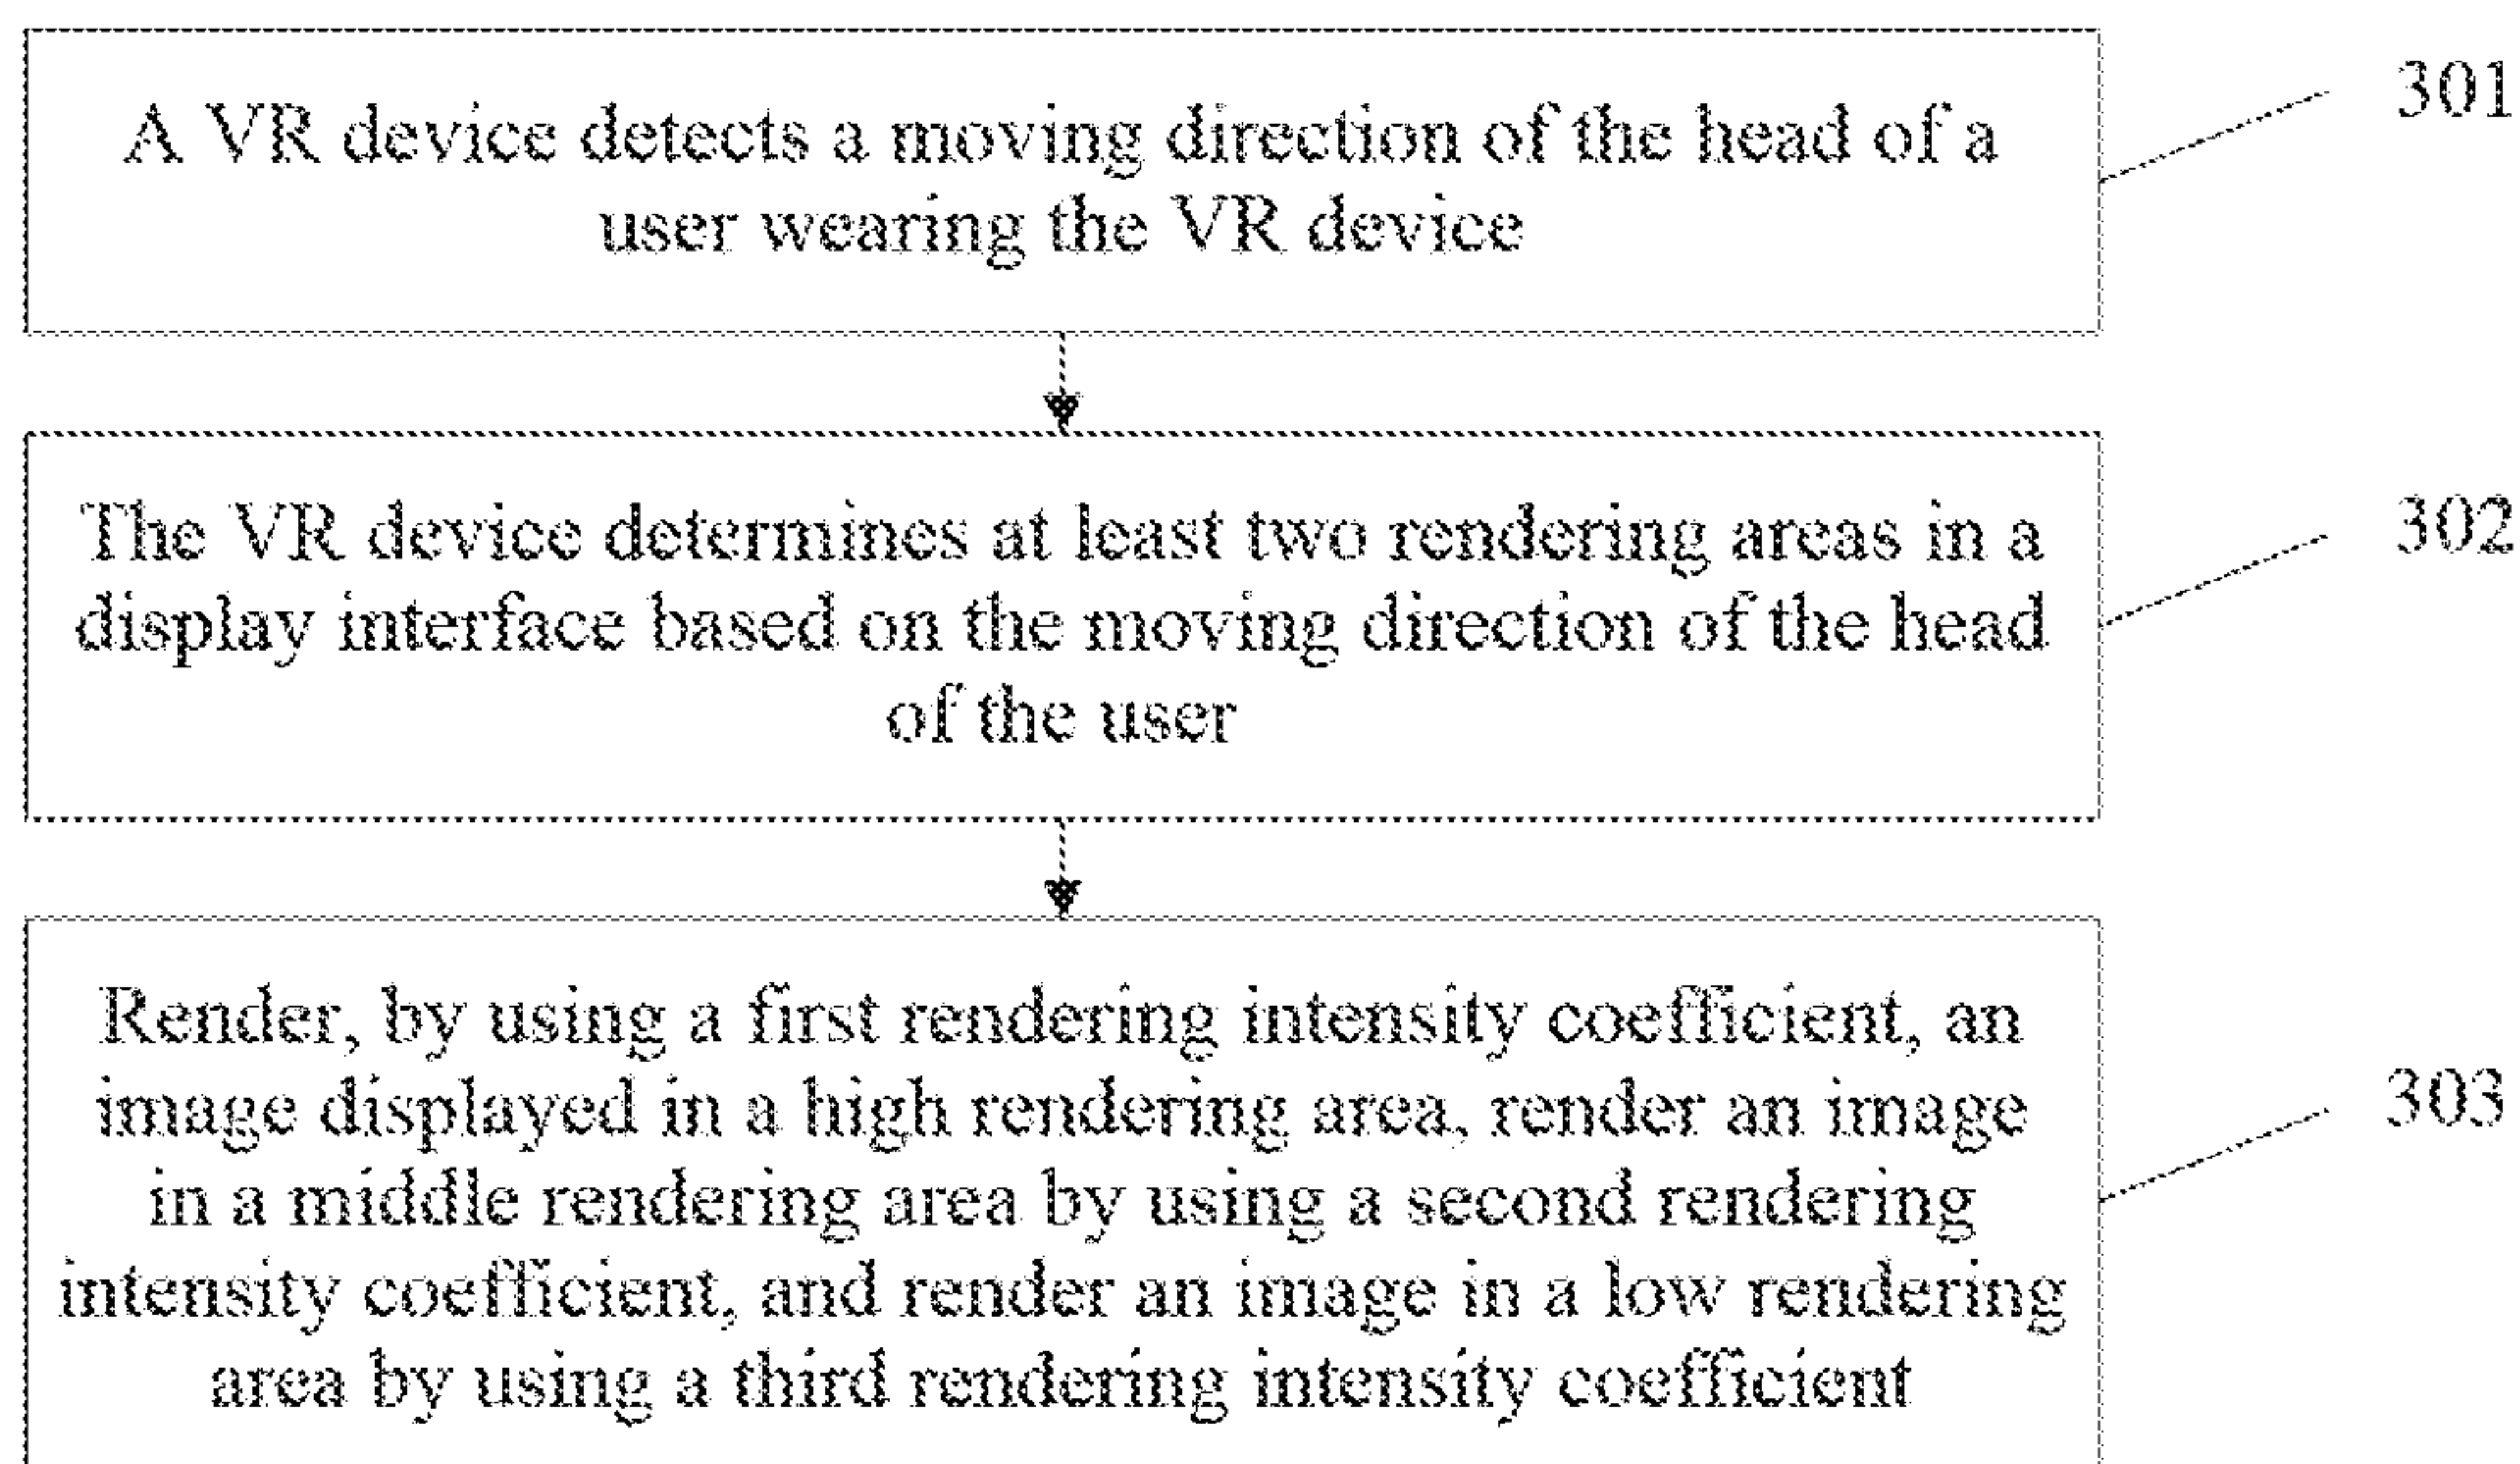 A VR device detects a moving direction of the head of a
user wearing the VR device
301
The VR device determines at least two rendering areas in a
display interface based on the moving direction of the head
of the user
302
Render, by using a first rendering intensity coefficient, an
image displayed in a high rendering area, render an image
in a middle rendering area by using a second rendering
intensity coefficient, and render an image in a low rendering
area by using a third rendering intensity coefficient
303